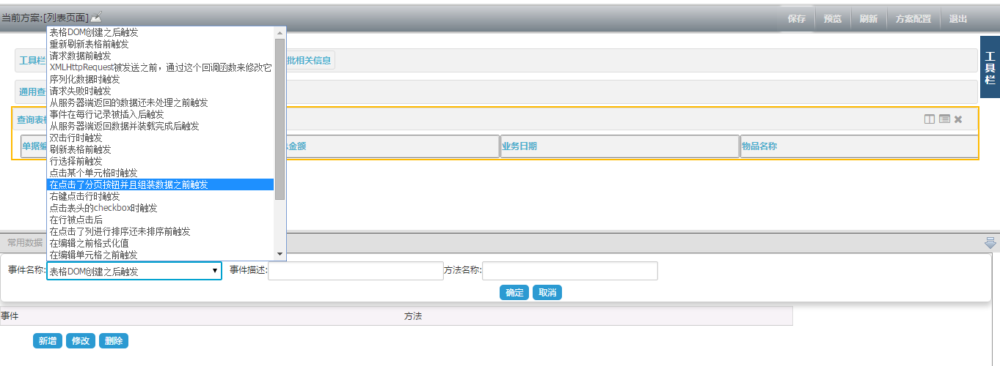 当前方案:[列表页面]
保存 预览 刷新 方案配置 退出
表格DOM创建之后触发
重新刷新表格前触发
请求数据前触发
工具栏
批相关信息
XMLHttpRequest被发送之前，通过这个回调函数来修改它
序列化数据时触发
请求失败时触发
通用查
从服务器端返回的数据还未处理之前触发
事件在每行记录被插入后触发
查询表格
从服务器端返回数据并装载完成后触发
双击行时触发
单据编
金额
业务日期
物品名称
刷新表格前触发
行选择前触发
点击某个单元格时触发
在点击了分页按钮并且组装数据之前触发
右键点击行时触发
点击表头的checkbox时触发
在行被点击后
在点击了列进行排序还未排序前触发
在编辑之前格式化值
在编辑单元格之前触发
工具栏
常用数据
事件名称: 表格DOM创建之后触发 事件描述: 方法名称:
确定 取消
事件 方法
新增 修改 删除